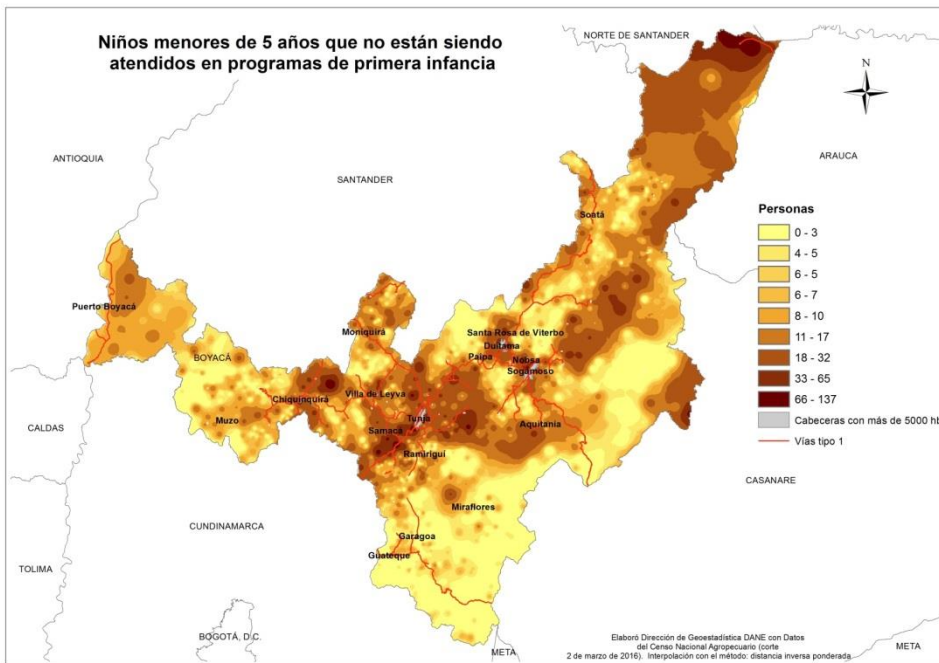 Niños menores de 5 años que no están siendo
atendidos en programas de primera infancia
NORTE DE SANTANDER
N
ANTIOQUIA
SANTANDER
ARAUCA
Soatá
Personas
0 - 3
4 - 5
6 - 5
6 - 7
8 - 10
11 - 17
18 - 32
33 - 65
66 - 137
Cabeceras con más de 5000 hb
Vías tipo 1
Puerto Boyacá
Moniquirá
Santa Rosa de Viterbo
Duitama
BOYACÁ
Paipa
Nobsa
Sogamoso
Chiquinquirá
Villa de Leyva
Muzo
Tunja
Samacá
Aquitania
CALDAS
Ramiriquí
CASANARE
Miraflores
CUNDINAMARCA
Garagoa
Guateque
TOLIMA
BOGOTÁ, D.C.
META
META
Elaboró Dirección de Geoestadística DANE con Datos
del Censo Nacional Agropecuario (corte
2 de marzo de 2016). Interpolación con el método: distancia inversa ponderada